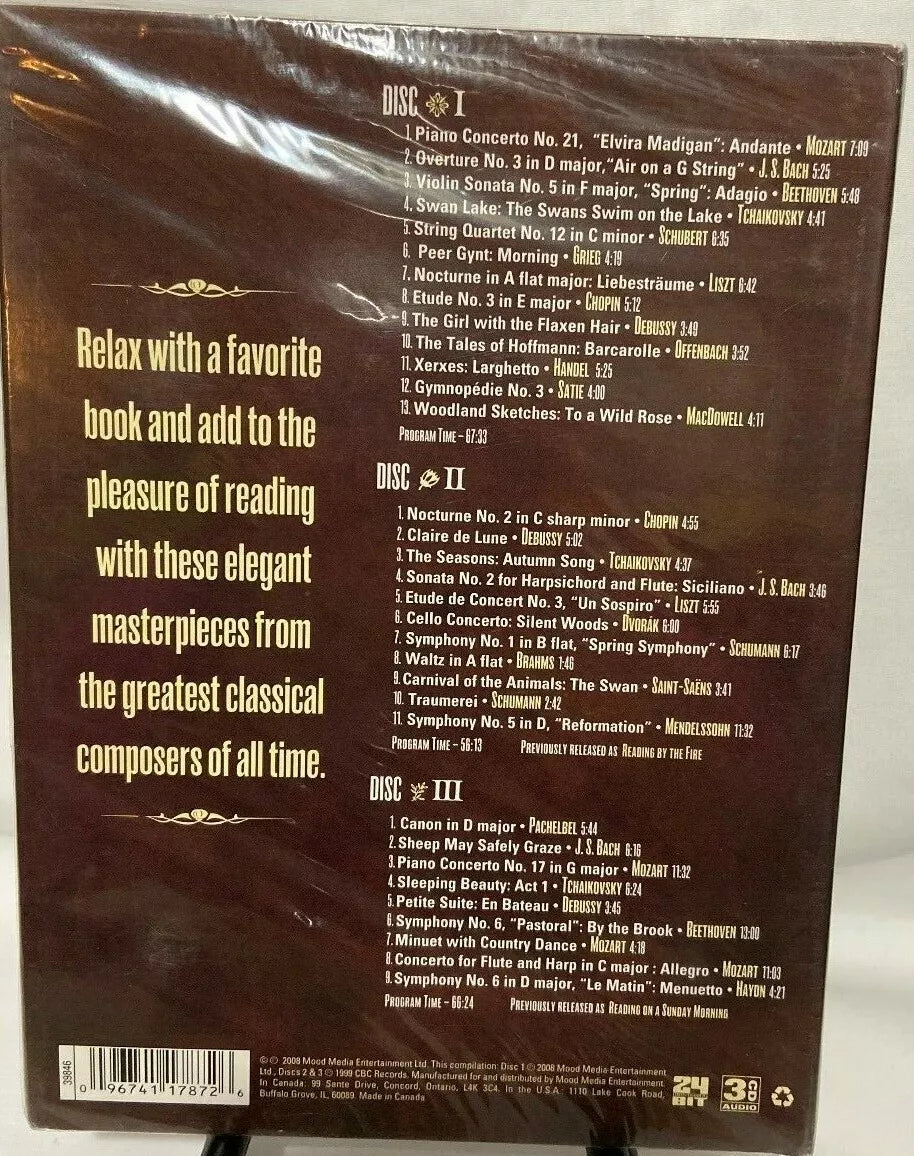 Relax with a favorite
book and add to the
pleasure of reading
with these elegant
masterpieces from
the greatest classical
composers of all time.
DISC I
1. Piano Concerto No. 21, “Elvira Madigan”: Andante • MOZART 7:09
2. Overture No. 3 in D major, “Air on a G String” • J. S. BACH 5:25
3. Violin Sonata No. 5 in F major, “Spring”: Adagio • BEETHOVEN 5:48
4. Swan Lake: The Swans Swim on the Lake • TCHAIKOVSKY 4:41
5. String Quartet No. 12 in C minor • SCHUBERT 6:35
6. Peer Gynt: Morning • GRIEG 4:19
7. Nocturne in A flat major: Liebesträume • LISZT 6:42
8. Etude No. 3 in E major • CHOPIN 5:12
9. The Girl with the Flaxen Hair • DEBUSSY 3:49
10. The Tales of Hoffmann: Barcarolle • OFFENBACH 3:52
11. Xerxes: Larghetto • HANDEL 5:25
12. Gymnopédie No. 3 • SATIE 4:00
13. Woodland Sketches: To a Wild Rose • MACDOWELL 4:11
PROGRAM TIME – 67:33
DISC II
1. Nocturne No. 2 in C sharp minor • CHOPIN 4:55
2. Claire de Lune • DEBUSSY 5:02
3. The Seasons: Autumn Song • TCHAIKOVSKY 4:37
4. Sonata No. 2 for Harpsichord and Flute: Siciliano • J. S. BACH 3:46
5. Etude de Concert No. 3, “Un Sospiro” • LISZT 5:55
6. Cello Concerto: Silent Woods • DVORÁK 6:00
7. Symphony No. 1 in B flat, “Spring Symphony” • SCHUMANN 6:17
8. Waltz in A flat • BRAHMS 1:46
9. Carnival of the Animals: The Swan • SAINT-SAËNS 3:41
10. Traumerei • SCHUMANN 2:42
11. Symphony No. 5 in D, “Reformation” • MENDELSSOHN 11:32
PROGRAM TIME – 56:13 PREVIOUSLY RELEASED AS READING BY THE FIRE
DISC III
1. Canon in D major • PACHELBEL 5:44
2. Sheep May Safely Graze • J. S. BACH 6:16
3. Piano Concerto No. 17 in G major • MOZART 11:32
4. Sleeping Beauty: Act 1 • TCHAIKOVSKY 6:24
5. Petite Suite: En Bateau • DEBUSSY 3:45
6. Symphony No. 6, “Pastoral”: By the Brook • BEETHOVEN 13:00
7. Minuet with Country Dance • MOZART 4:18
8. Concerto for Flute and Harp in C major : Allegro • MOZART 11:03
9. Symphony No. 6 in D major, “Le Matin”: Menuetto • HAYDN 4:21
PROGRAM TIME – 66:24 PREVIOUSLY RELEASED AS READING ON A SUNDAY MORNING
39846
0 96741 17872 6
© ℗ 2008 Mood Media Entertainment Ltd. This compilation: Disc 1 ℗ 2008 Mood Media Entertainment
Ltd., Discs 2 & 3 ℗ 1999 CBC Records. Manufactured for and distributed by Mood Media Entertainment.
In Canada: 99 Sante Drive, Concord, Ontario, L4K 3C4. In the U.S.A.: 1110 Lake Cook Road,
Buffalo Grove, IL, 60089. Made in Canada
24
BIT
3 CD
AUDIO